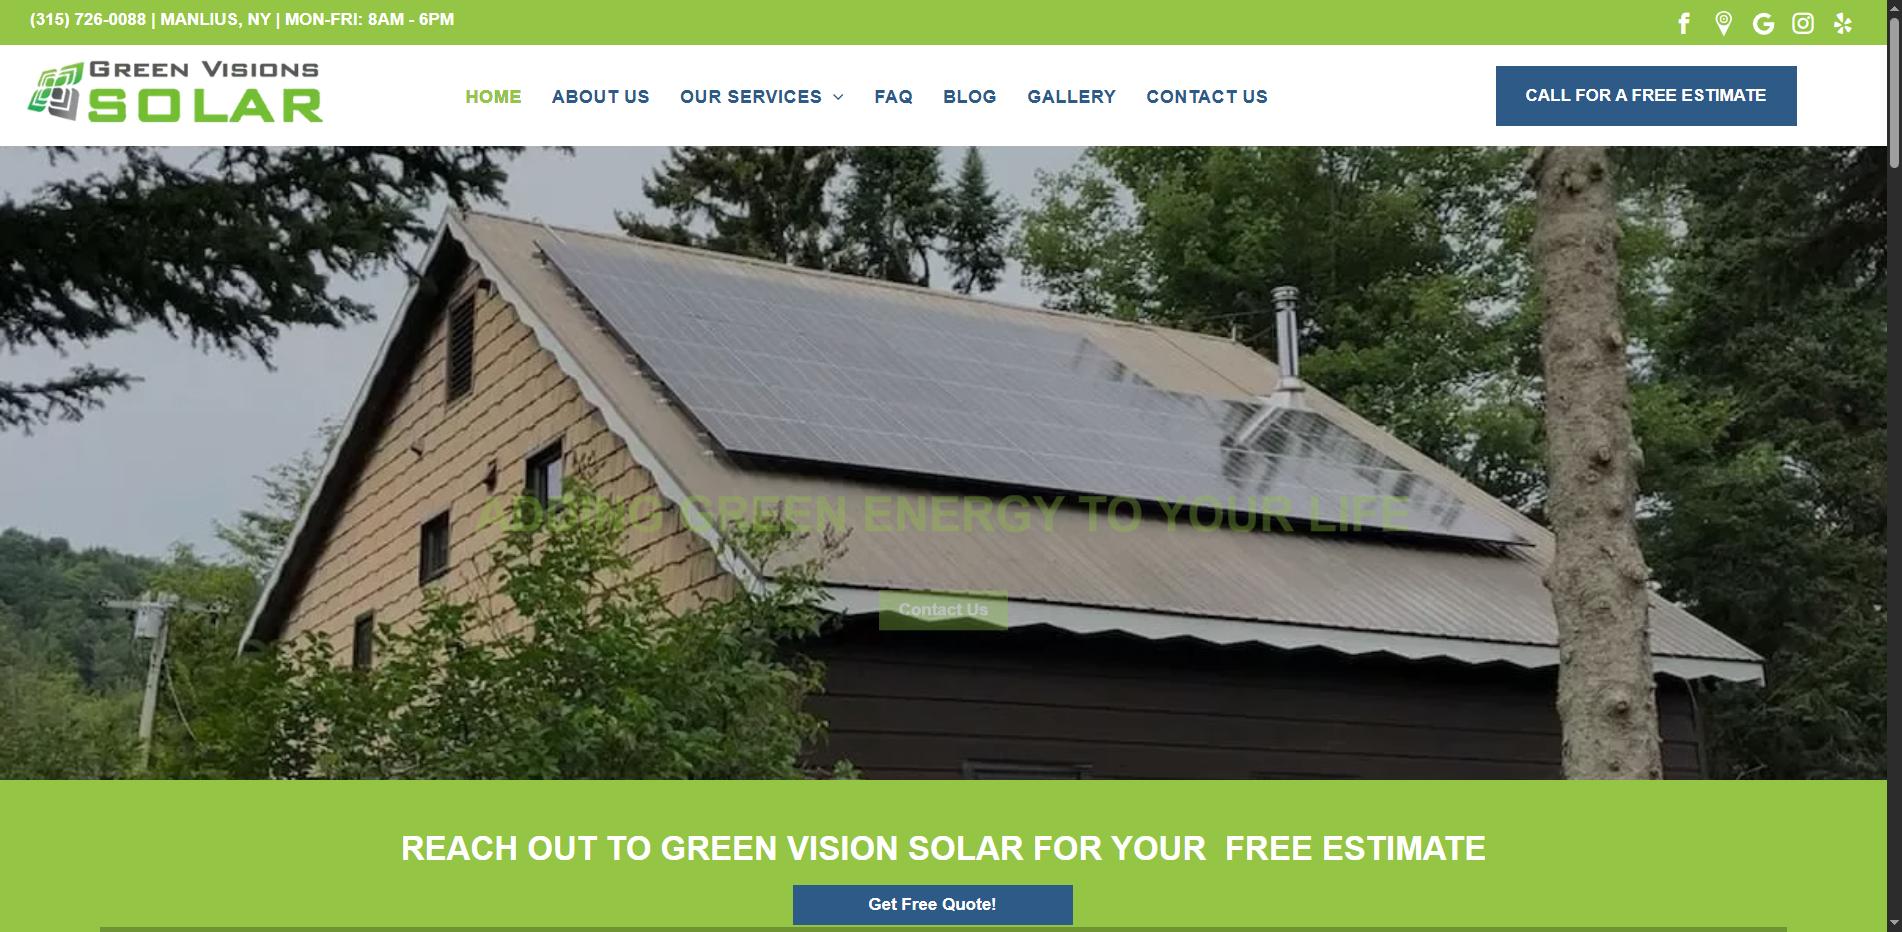 (315) 726-0088 | MANLIUS, NY | MON-FRI: 8AM - 6PM
GREEN VISIONS
SOLAR
HOME ABOUT US OUR SERVICES FAQ BLOG GALLERY CONTACT US
CALL FOR A FREE ESTIMATE
ADDING GREEN ENERGY TO YOUR LIFE
Contact Us
REACH OUT TO GREEN VISION SOLAR FOR YOUR FREE ESTIMATE
Get Free Quote!